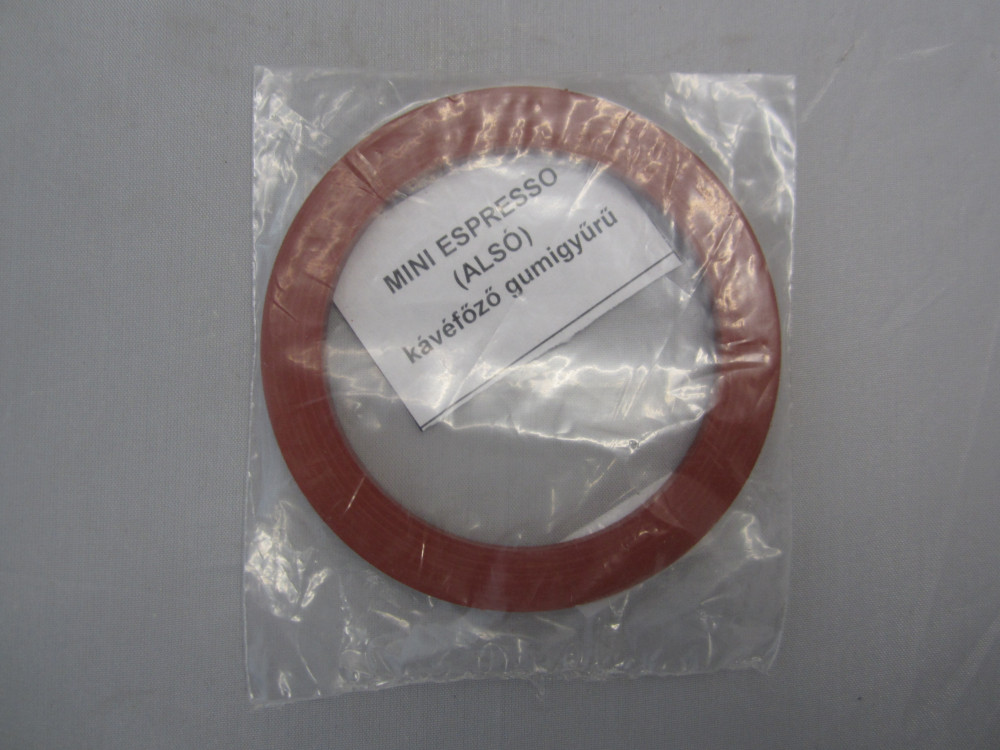 MINI ESPRESSO
(ALSÓ)
kávéfőző gumigyűrű